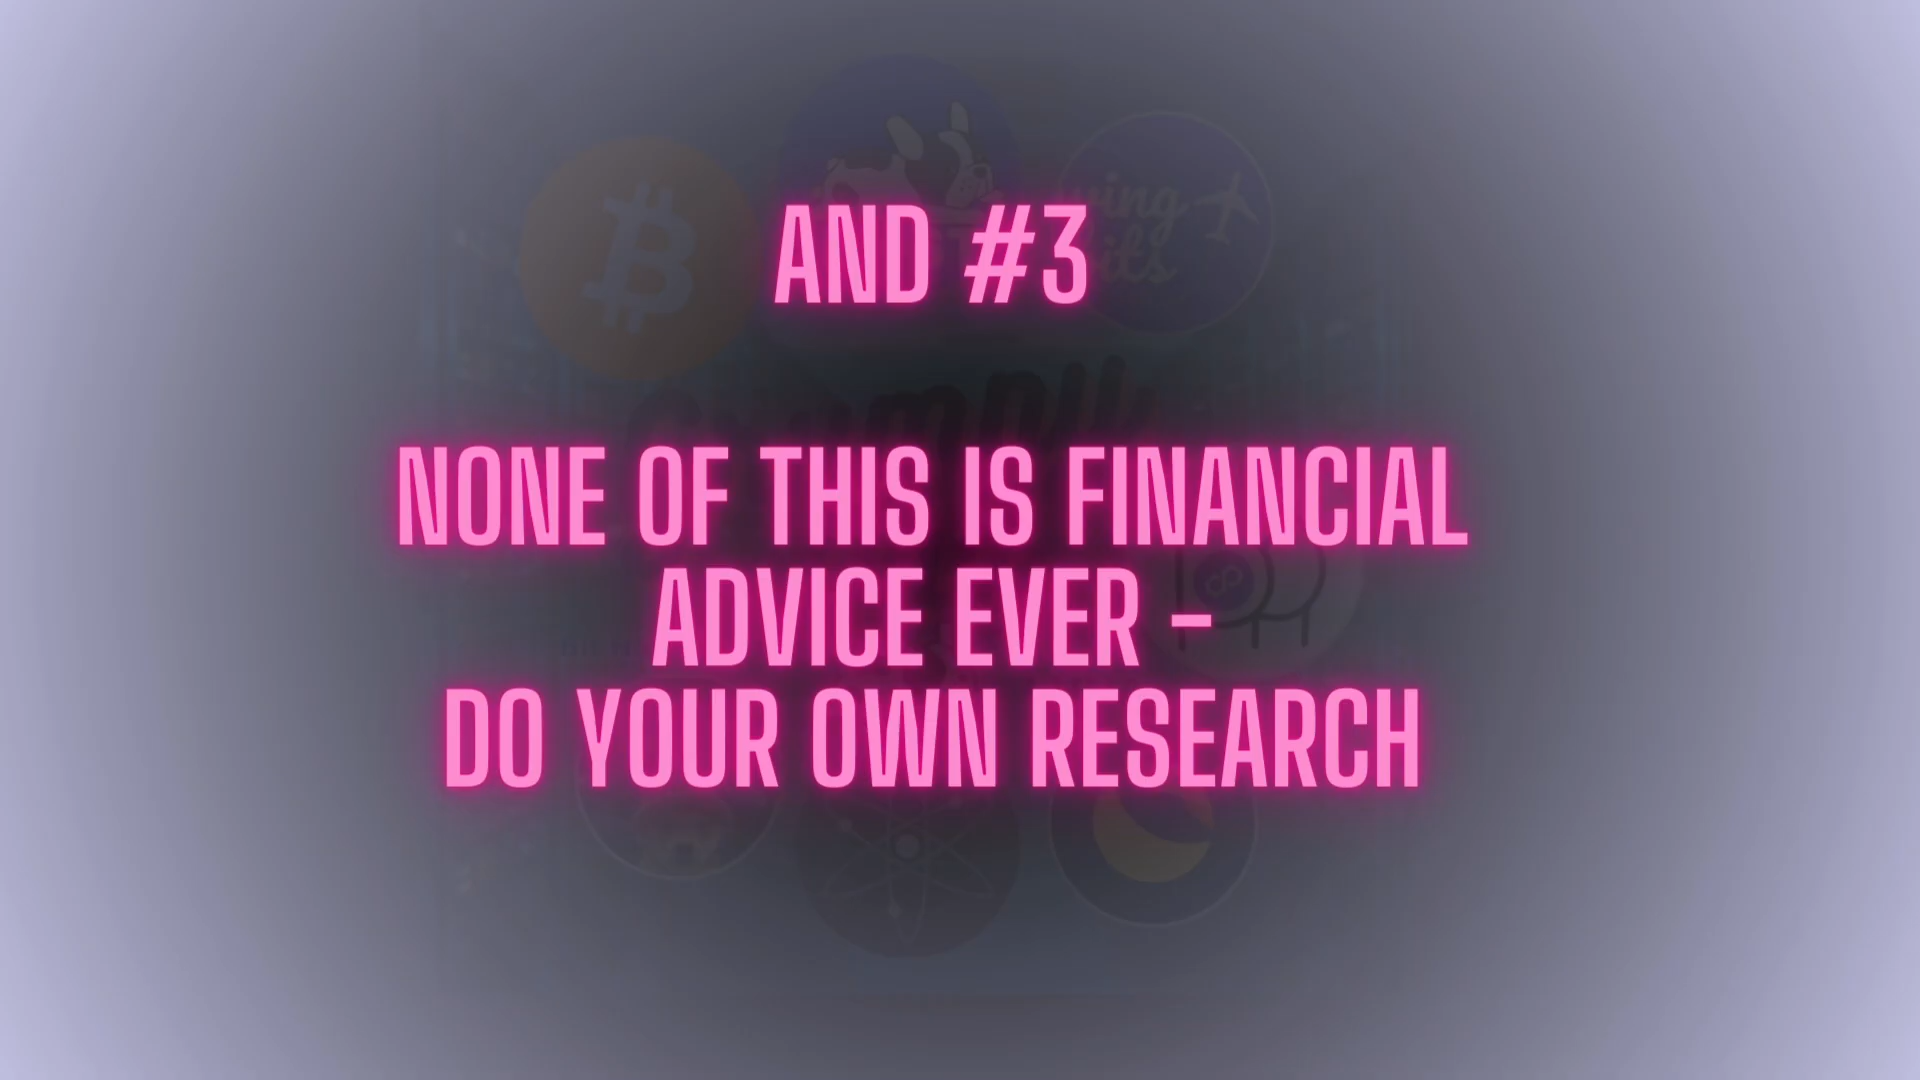 AND #3
NONE OF THIS IS FINANCIAL
ADVICE EVER -
DO YOUR OWN RESEARCH